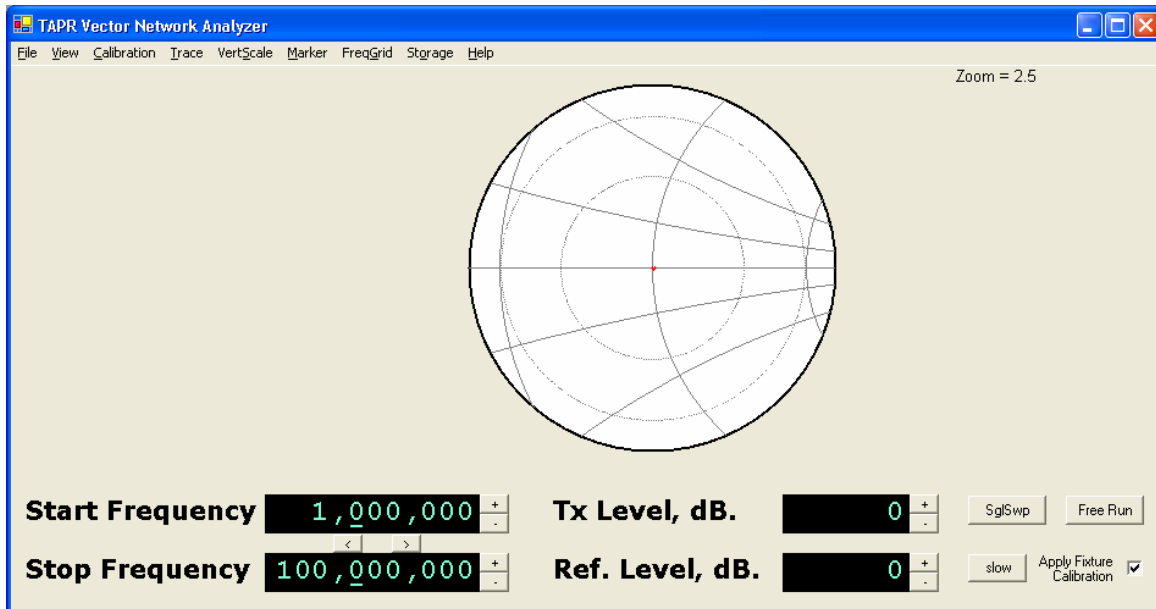 TAPR Vector Network Analyzer
File View Calibration Trace VertScale Marker FreqGrid Storage Help
Zoom = 2.5
Start Frequency 1,000,000 + - Tx Level, dB. 0 + - SglSwp Free Run
< >
Stop Frequency 100,000,000 + - Ref. Level, dB. 0 + - slow Apply Fixture
Calibration